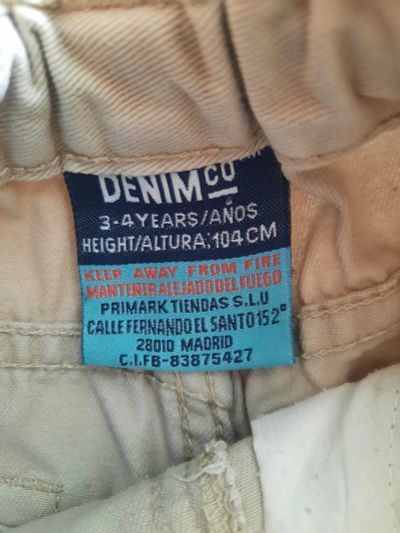 DENIM CO
3-4 YEARS/AÑOS
HEIGHT/ALTURA: 104 CM
KEEP AWAY FROM FIRE
MANTENER ALEJADO DEL FUEGO
PRIMARK TIENDAS S.L.U
CALLE FERNANDO EL SANTO 15 2º
28010 MADRID
C.I.F B-83875427